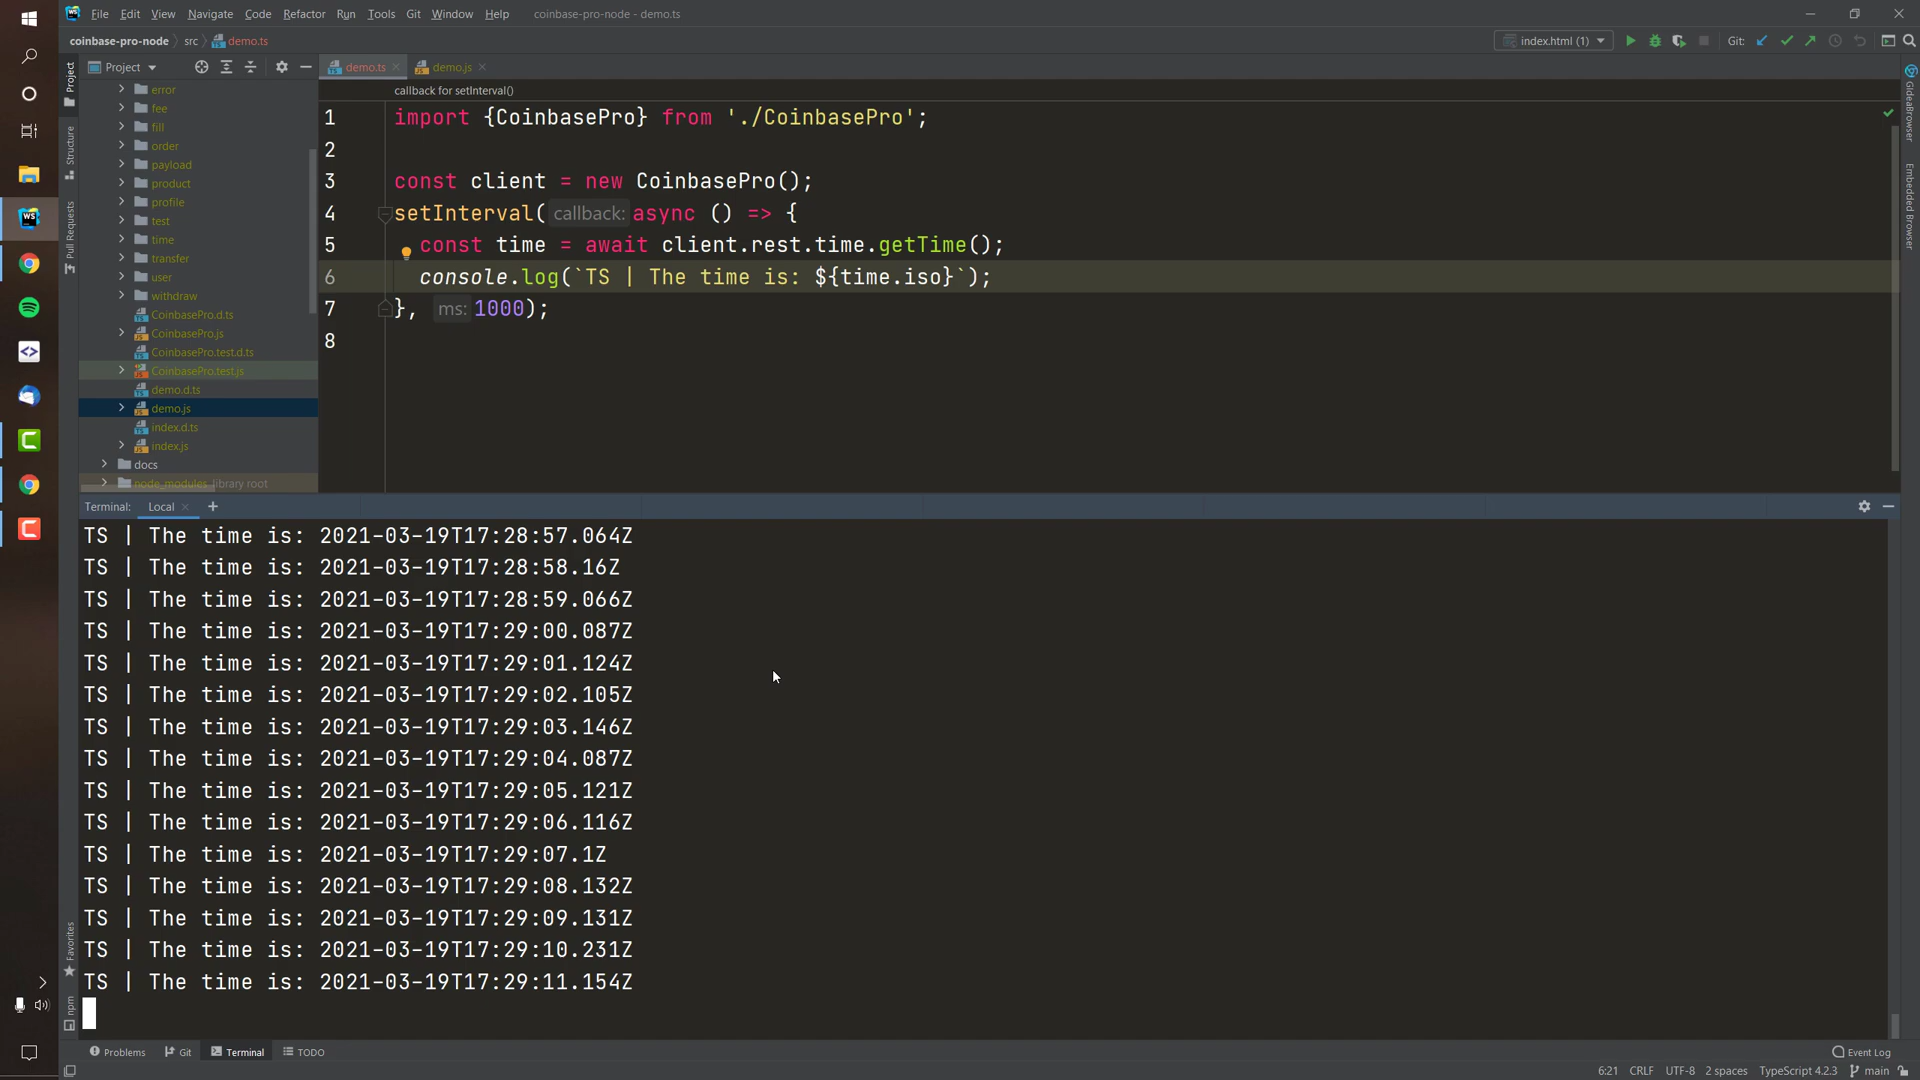 File Edit View Navigate Code Refactor Run Tools Git Window Help coinbase-pro-node - demo.ts
coinbase-pro-node src demo.ts index.html (1) Git:
Project demo.ts demo.js
callback for setInterval()
error
fee
fill
order
payload
product
profile
test
time
transfer
user
withdraw
CoinbasePro.d.ts
CoinbasePro.js
CoinbasePro.test.d.ts
CoinbasePro.test.js
demo.d.ts
demo.js
index.d.ts
index.js
docs
node_modules library root
1 import {CoinbasePro} from './CoinbasePro';
2
3 const client = new CoinbasePro();
4 setInterval( callback: async () => {
5 const time = await client.rest.time.getTime();
6 console.log(`TS | The time is: ${time.iso}`);
7 }, ms: 1000);
8
Project
Structure
Pull Requests
Favorites
npm
GIdeaBrowser
Embedded Browser
WS
Terminal: Local +
TS | The time is: 2021-03-19T17:28:57.064Z
TS | The time is: 2021-03-19T17:28:58.16Z
TS | The time is: 2021-03-19T17:28:59.066Z
TS | The time is: 2021-03-19T17:29:00.087Z
TS | The time is: 2021-03-19T17:29:01.124Z
TS | The time is: 2021-03-19T17:29:02.105Z
TS | The time is: 2021-03-19T17:29:03.146Z
TS | The time is: 2021-03-19T17:29:04.087Z
TS | The time is: 2021-03-19T17:29:05.121Z
TS | The time is: 2021-03-19T17:29:06.116Z
TS | The time is: 2021-03-19T17:29:07.1Z
TS | The time is: 2021-03-19T17:29:08.132Z
TS | The time is: 2021-03-19T17:29:09.131Z
TS | The time is: 2021-03-19T17:29:10.231Z
TS | The time is: 2021-03-19T17:29:11.154Z
Problems Git Terminal TODO Event Log
6:21 CRLF UTF-8 2 spaces TypeScript 4.2.3 main